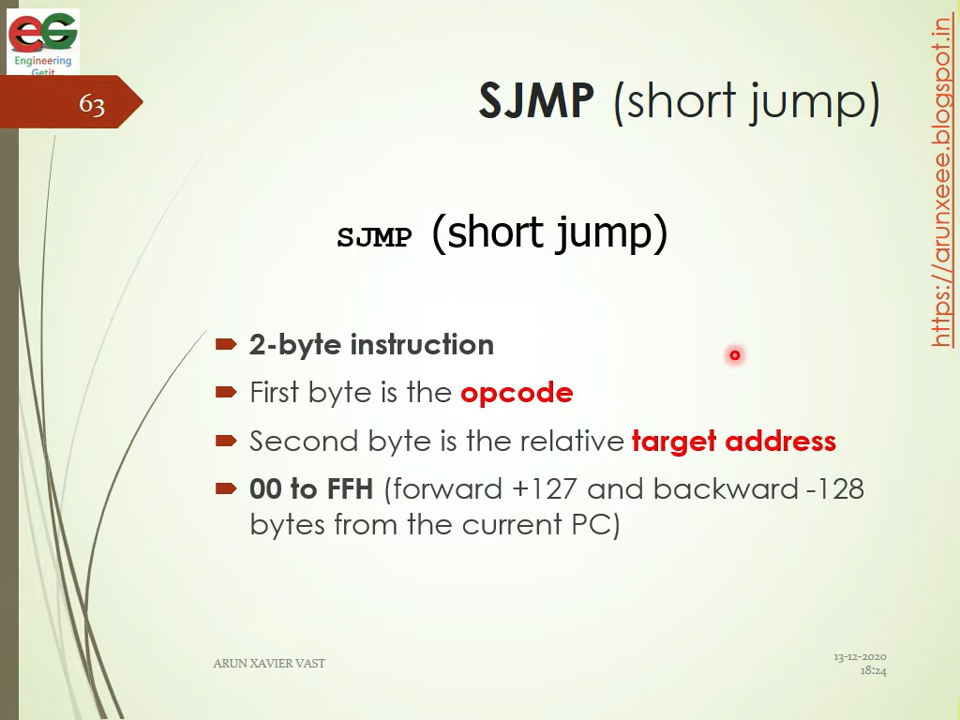 eG
Engineering
Getit
63
SJMP (short jump)
https://arunxeee.blogspot.in
SJMP (short jump)
2-byte instruction
First byte is the opcode
Second byte is the relative target address
00 to FFH (forward +127 and backward -128
bytes from the current PC)
ARUN XAVIER VAST
13-12-2020
18:24